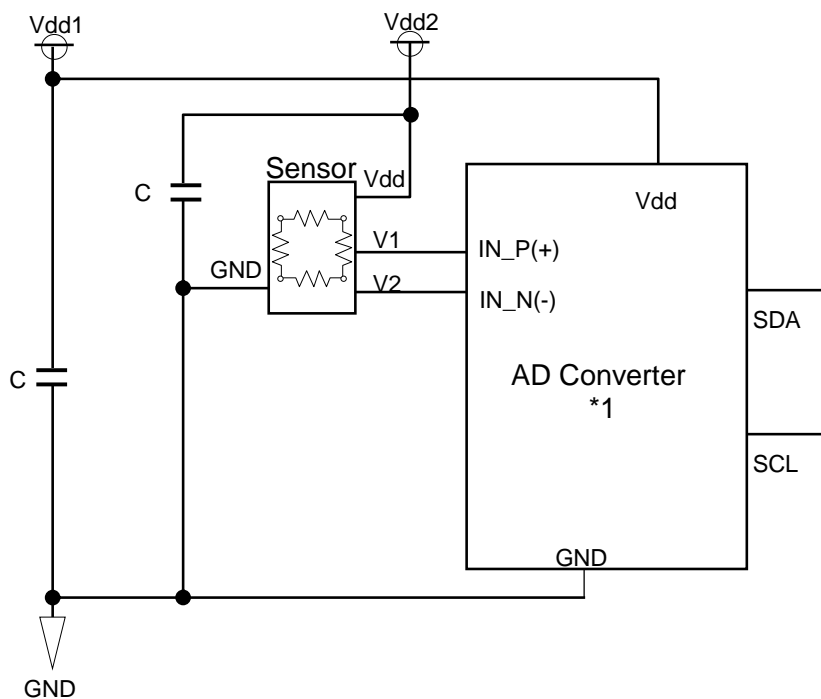 Vdd1
Vdd2
Sensor
Vdd
C
Vdd
V1
IN_P(+)
GND
V2
IN_N(-)
SDA
AD Converter
*1
C
SCL
GND
GND